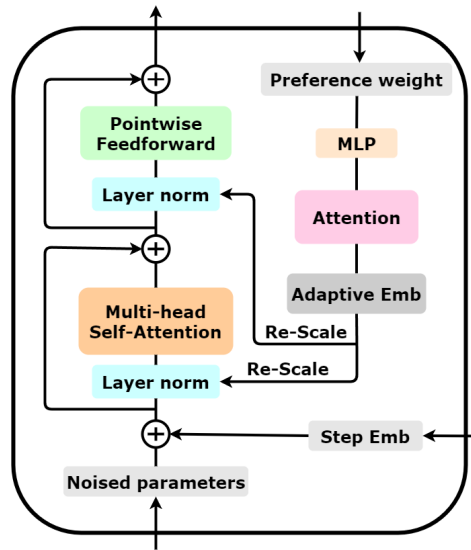 Preference weight
Pointwise
Feedforward
MLP
Layer norm
Attention
Adaptive Emb
Multi-head
Self-Attention
Re-Scale
Re-Scale
Layer norm
Step Emb
Noised parameters